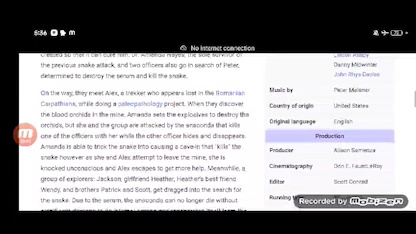 5:36
No internet connection
created so that it can cure him. Dr. Amanda Hayes, the sole survivor of
the previous snake attack, and two officers also go in search of Peter,
determined to destroy the serum and kill the snake.
On the way, they meet Alex, a trekker who appears lost in the Romanian
Carpathians, while doing a paleopathology project. When they discover
the blood orchids in the mine, Amanda sets the explosives to destroy the
orchids, but she and the group are attacked by the anaconda that kills
one of the officers with her while the other officer hides and disappears.
Amanda is able to trick the snake into causing a cave-in that "kills" the
snake however as she and Alex attempt to leave the mine, she is
knocked unconscious and Alex escapes to get more help. Meanwhile, a
group of explorers: Jackson, girlfriend Heather, Heather's best friend
Wendy, and Brothers Patrick and Scott, get dragged into the search for
the snake. Due to the serum, the anaconda can no longer die without
Danny Midwinter
John Rhys Davies
Music by Peter Meisner
Country of origin United States
Original language English
Production
Producer Alison Semenza
Cinematography Don E. FauntLeRoy
Editor Scott Conrad
Running
Recorded by
mobizen